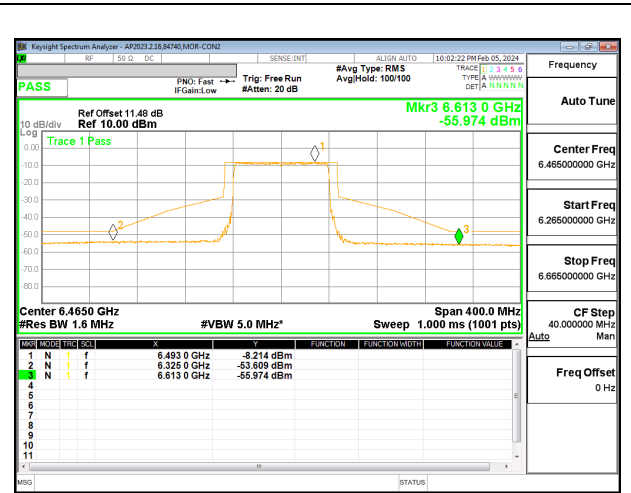 Keysight Spectrum Analyzer - AP2023.2.16,84740,MOR-CON2
RF 50 Ω DC SENSE:INT ALIGN AUTO 10:02:22 PM Feb 05, 2024
PASS
PNO: Fast
IFGain:Low
Trig: Free Run
#Atten: 20 dB
#Avg Type: RMS
Avg|Hold: 100/100
TRACE 1 2 3 4 5 6
TYPE A WWWWW
DET A N N N N N
Frequency
Auto Tune
Center Freq
6.465000000 GHz
Start Freq
6.265000000 GHz
Stop Freq
6.665000000 GHz
CF Step
40.000000 MHz
Auto Man
Freq Offset
0 Hz
Ref Offset 11.48 dB
10 dB/div Ref 10.00 dBm
Mkr3 6.613 0 GHz
-55.974 dBm
Log
Trace 1 Pass
0.00
-10.0
-20.0
-30.0
-40.0
-50.0
-60.0
-70.0
-80.0
1
2
3
Center 6.4650 GHz Span 400.0 MHz
#Res BW 1.6 MHz #VBW 5.0 MHz* Sweep 1.000 ms (1001 pts)
MKR MODE TRC SCL X Y FUNCTION FUNCTION WIDTH FUNCTION VALUE
1 N 1 f 6.493 0 GHz -8.214 dBm
2 N 1 f 6.325 0 GHz -53.609 dBm
3 N 1 f 6.613 0 GHz -55.974 dBm
4
5
6
7
8
9
10
11
MSG STATUS